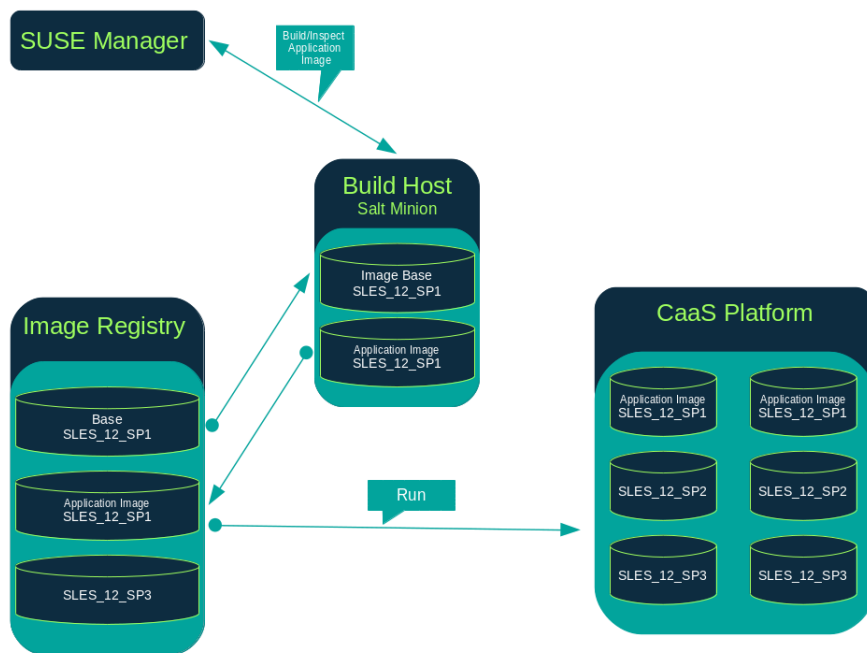 SUSE Manager
Build/Inspect
Application
Image
Build Host
Salt Minion
Image Base
SLES_12_SP1
Application Image
SLES_12_SP1
Image Registry
Base
SLES_12_SP1
Application Image
SLES_12_SP1
SLES_12_SP3
Run
CaaS Platform
Application Image
SLES_12_SP1
Application Image
SLES_12_SP1
SLES_12_SP2
SLES_12_SP2
SLES_12_SP3
SLES_12_SP3